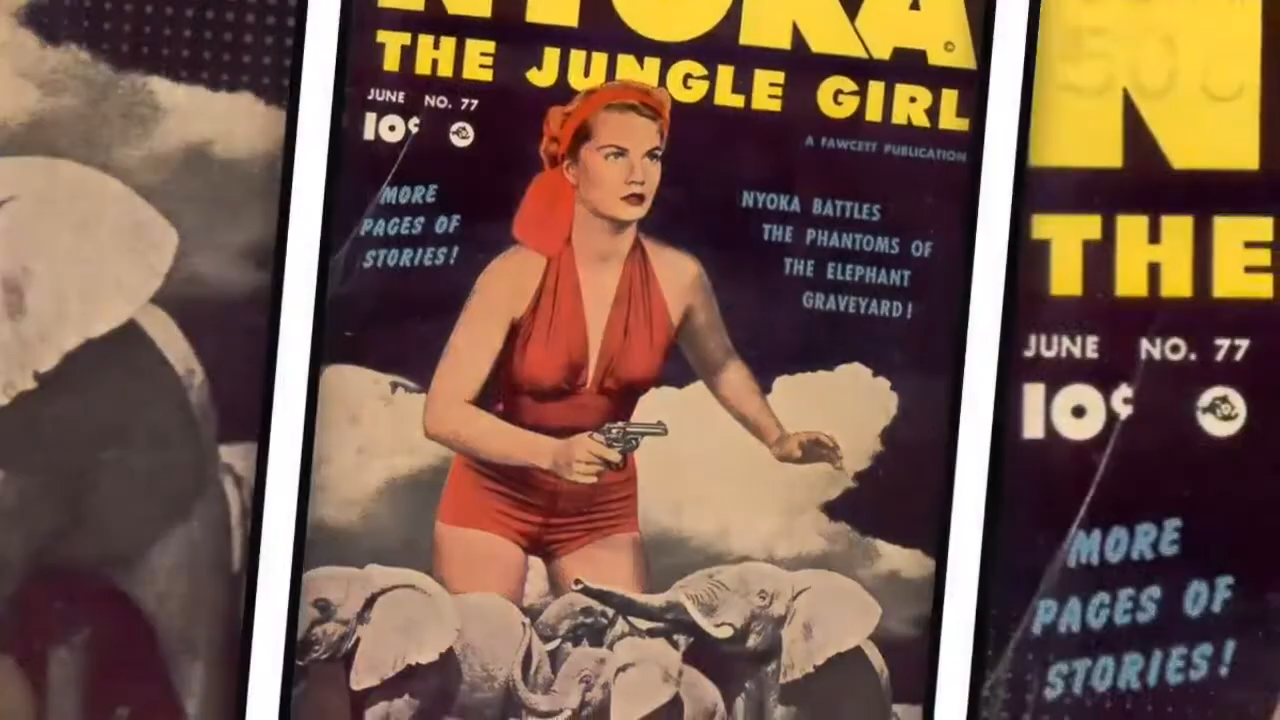 NYOKA
THE JUNGLE GIRL
JUNE NO. 77
10¢
A FAWCETT PUBLICATION
MORE
PAGES OF
STORIES!
NYOKA BATTLES
THE PHANTOMS OF
THE ELEPHANT
GRAVEYARD!
N
50¢
THE
JUNE NO. 77
10¢
MORE
PAGES OF
STORIES!